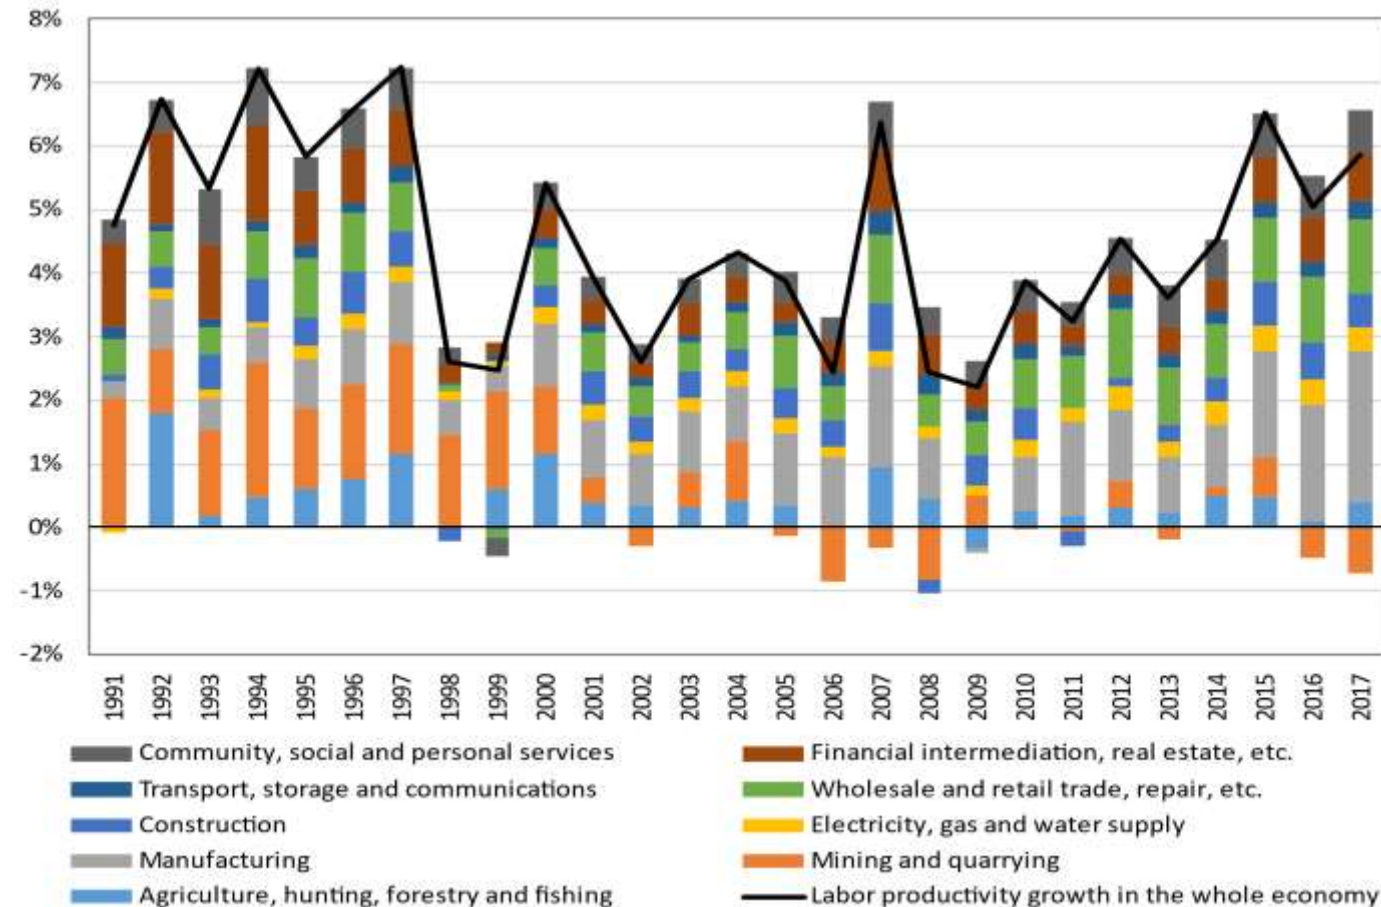 8%
7%
6%
5%
4%
3%
2%
1%
0%
-1%
-2%
1991 1992 1993 1994 1995 1996 1997 1998 1999 2000 2001 2002 2003 2004 2005 2006 2007 2008 2009 2010 2011 2012 2013 2014 2015 2016 2017
Community, social and personal services Financial intermediation, real estate, etc.
Transport, storage and communications Wholesale and retail trade, repair, etc.
Construction Electricity, gas and water supply
Manufacturing Mining and quarrying
Agriculture, hunting, forestry and fishing Labor productivity growth in the whole economy